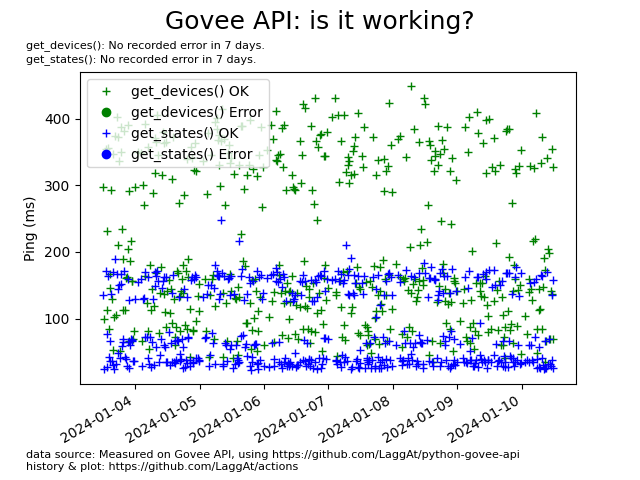 Govee API: is it working?
get_devices(): No recorded error in 7 days.
get_states(): No recorded error in 7 days.
get_devices() OK
get_devices() Error
get_states() OK
get_states() Error
Ping (ms)
400
300
200
100
2024-01-04
2024-01-05
2024-01-06
2024-01-07
2024-01-08
2024-01-09
2024-01-10
data source: Measured on Govee API, using https://github.com/LaggAt/python-govee-api
history & plot: https://github.com/LaggAt/actions